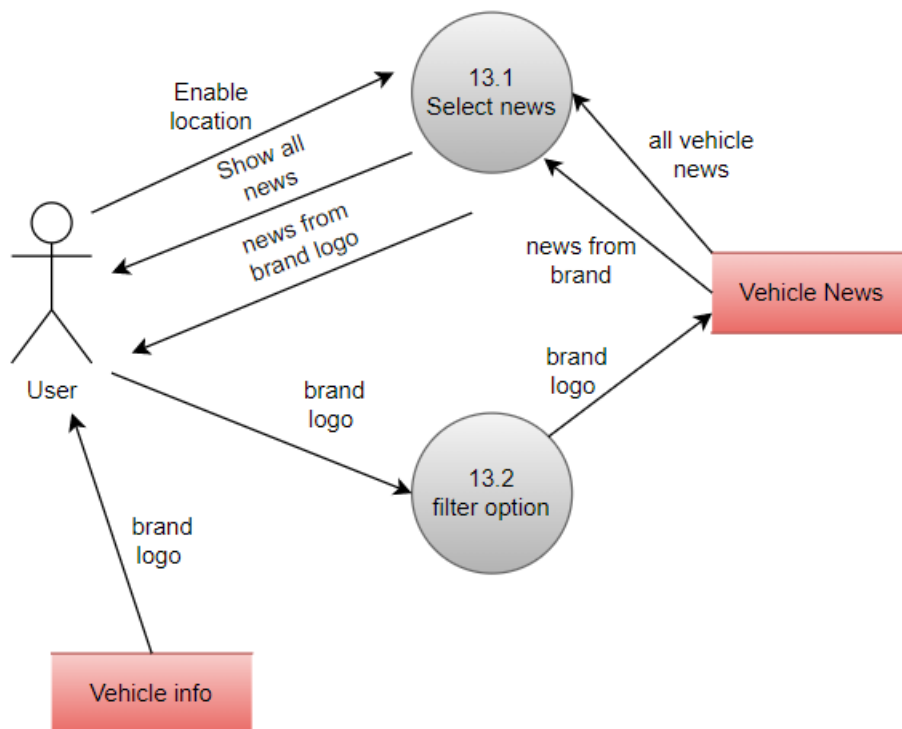 13.1
Select news
Enable
location
Show all
news
all vehicle
news
news from
brand logo
news from
brand
Vehicle News
User
brand
logo
brand
logo
13.2
filter option
brand
logo
Vehicle info